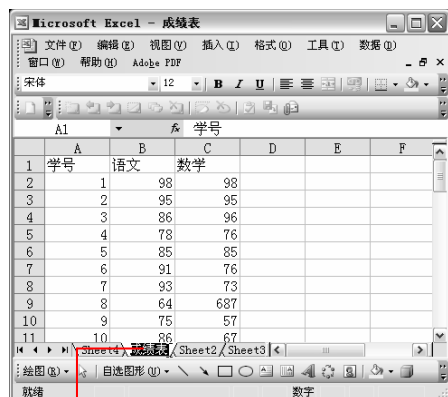 Microsoft Excel - 成绩表
文件(F) 编辑(E) 视图(V) 插入(I) 格式(O) 工具(T) 数据(D)
窗口(W) 帮助(H) Adobe PDF
宋体 12 B I U
A1 fx 学号
A B C D E F
1 学号 语文 数学
2 1 98 98
3 2 95 95
4 3 86 96
5 4 78 76
6 5 85 85
7 6 91 76
8 7 93 73
9 8 64 687
10 9 75 57
11 10 86 67
Sheet4 成绩表 Sheet2 Sheet3
绘图(R) 自选图形(U)
就绪 数字